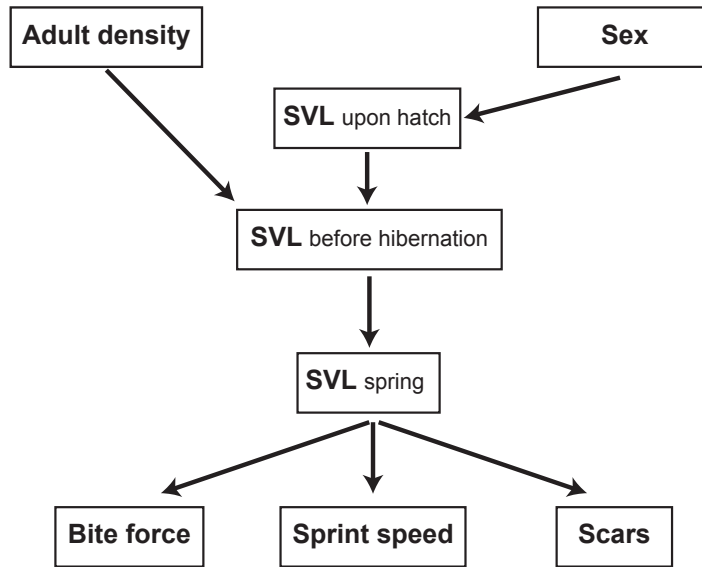 Adult density
Sex
SVL upon hatch
SVL before hibernation
SVL spring
Bite force
Sprint speed
Scars